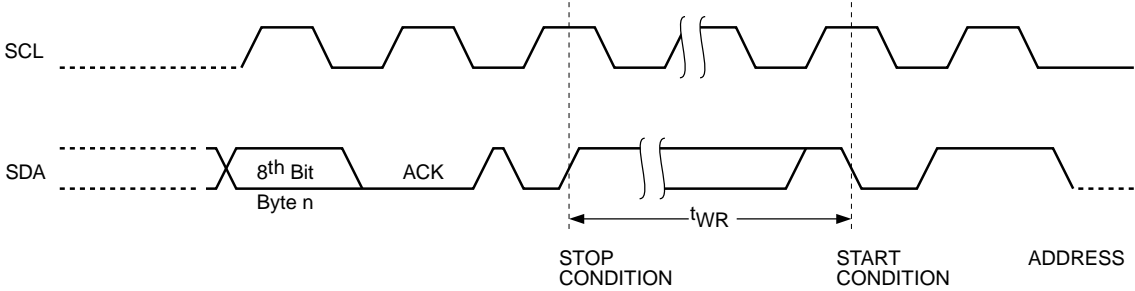 SCL
SDA
8th Bit
ACK
Byte n
tWR
STOP
CONDITION
START
CONDITION
ADDRESS